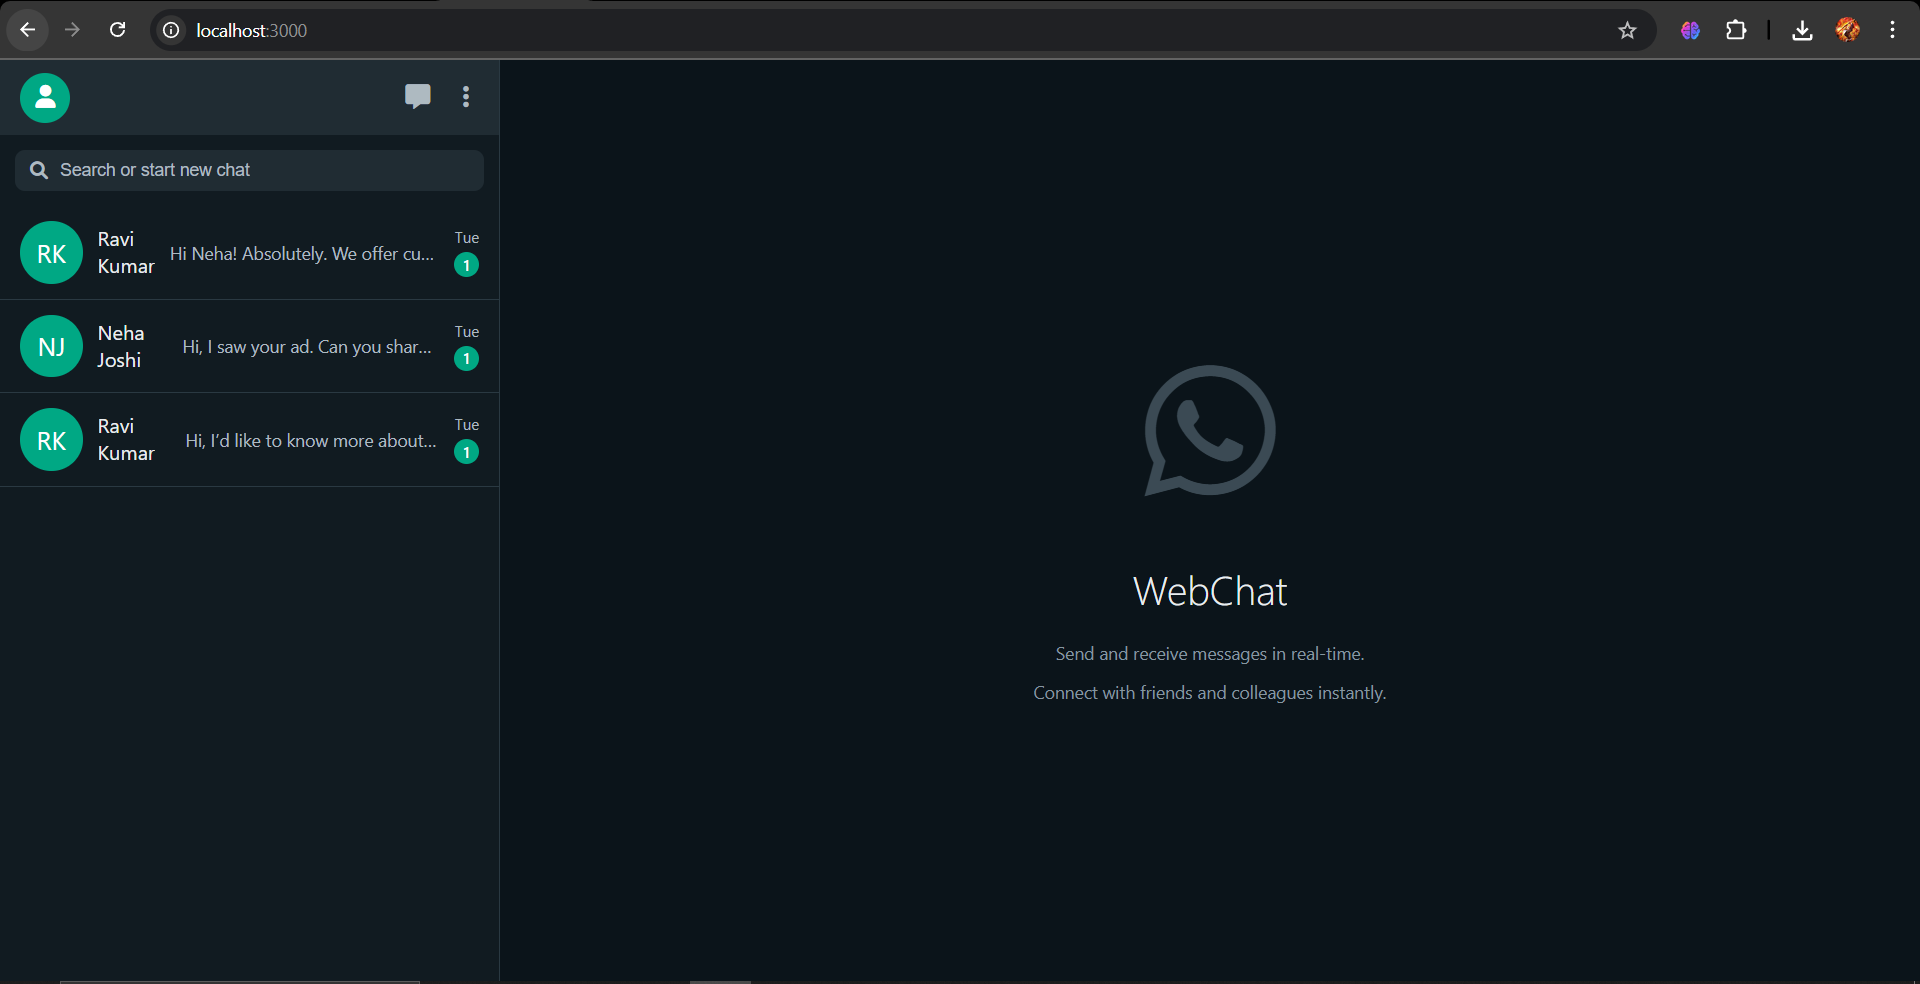 localhost:3000
Search or start new chat
RK
Ravi
Kumar
Hi Neha! Absolutely. We offer cu...
Tue
1
NJ
Neha
Joshi
Hi, I saw your ad. Can you shar...
Tue
1
RK
Ravi
Kumar
Hi, I’d like to know more about...
Tue
1
WebChat
Send and receive messages in real-time.
Connect with friends and colleagues instantly.